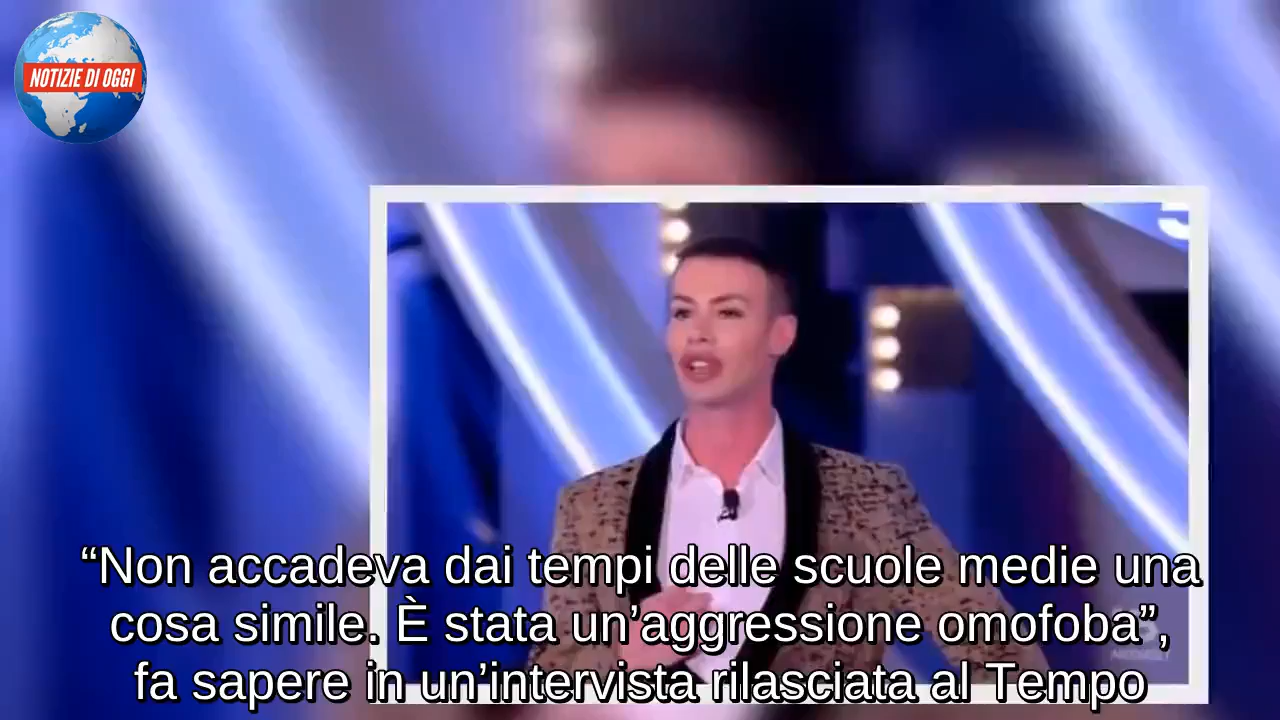 NOTIZIE DI OGGI
5
“Non accadeva dai tempi delle scuole medie una
cosa simile. È stata un’aggressione omofoba”,
fa sapere in un’intervista rilasciata al Tempo